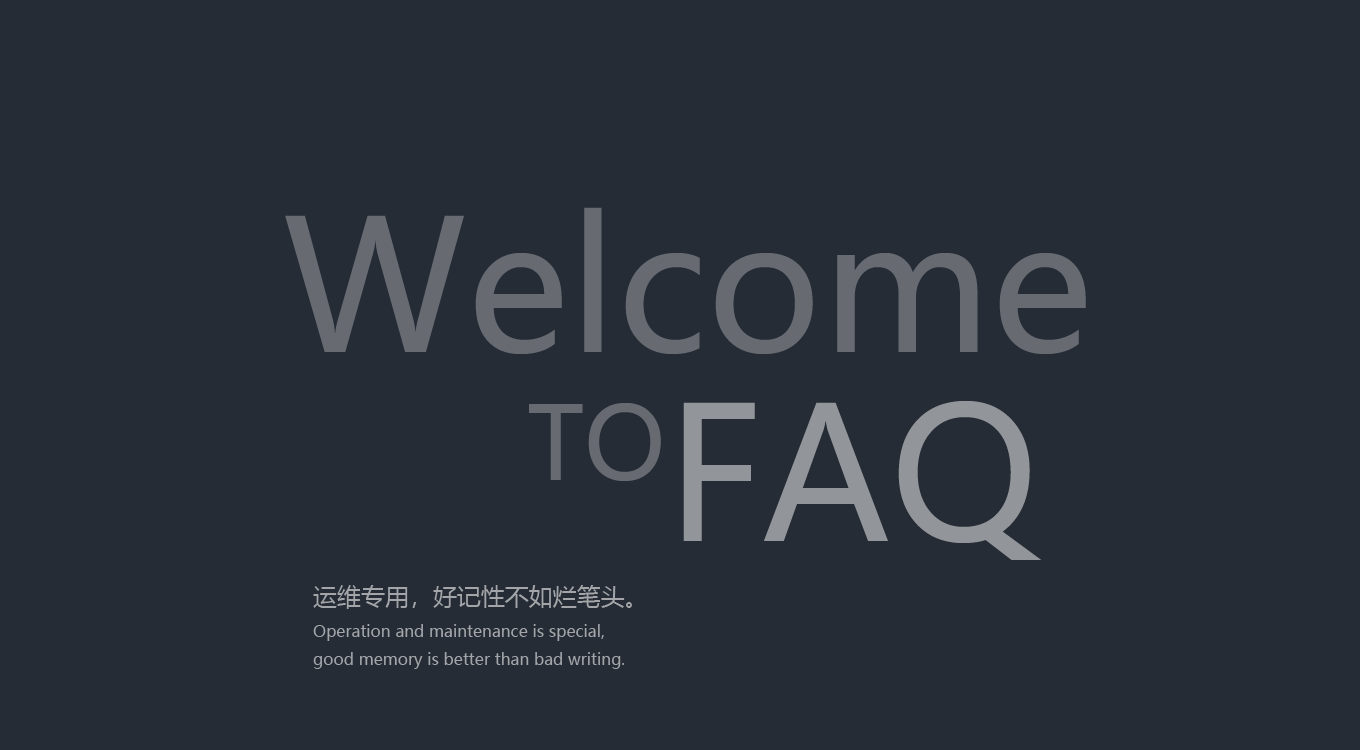 Welcome
TO FAQ
运维专用，好记性不如烂笔头。
Operation and maintenance is special,
good memory is better than bad writing.